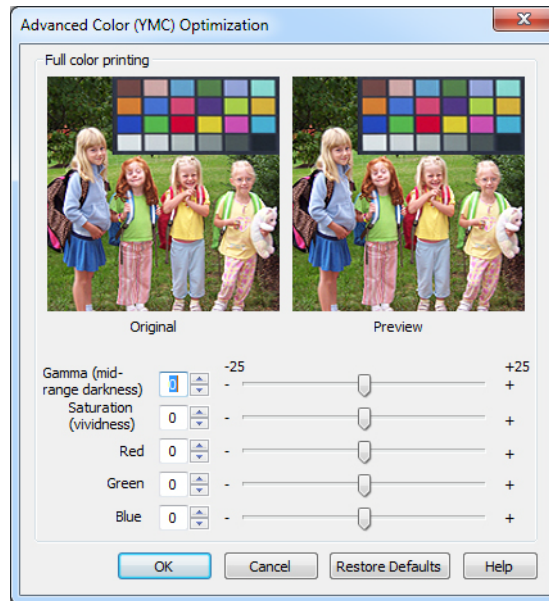 Advanced Color (YMC) Optimization
Full color printing
Original
Preview
-25
+25
Gamma (mid-
range darkness)
0
-
+
Saturation
(vividness)
0
-
+
Red
0
-
+
Green
0
-
+
Blue
0
-
+
OK
Cancel
Restore Defaults
Help